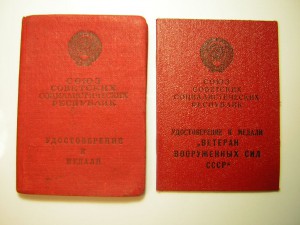 СОЮЗ
СОВЕТСКИХ
СОЦИАЛИСТИЧЕСКИХ
РЕСПУБЛИК
УДОСТОВЕРЕНИЕ
К
МЕДАЛИ
СОЮЗ
СОВЕТСКИХ
СОЦИАЛИСТИЧЕСКИХ
РЕСПУБЛИК
УДОСТОВЕРЕНИЕ К МЕДАЛИ
„ВЕТЕРАН
ВООРУЖЕННЫХ СИЛ
СССР“